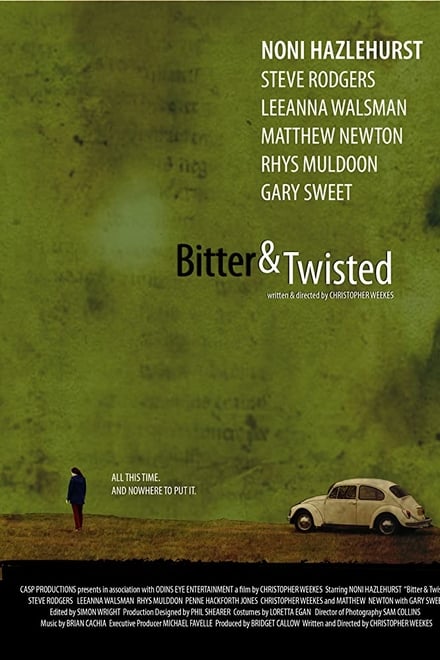 NONI HAZLEHURST
STEVE RODGERS
LEEANNA WALSMAN
MATTHEW NEWTON
RHYS MULDOON
GARY SWEET
Bitter & Twisted
written & directed by CHRISTOPHER WEEKES
ALL THIS TIME.
AND NOWHERE TO PUT IT.
CASP PRODUCTIONS presents in association with ODINS EYE ENTERTAINMENT a film by CHRISTOPHER WEEKES Starring NONI HAZLEHURST "Bitter & Twis
STEVE RODGERS LEEANNA WALSMAN RHYS MULDOON PENNE HACKFORTH JONES CHRISTOPHER WEEKES and MATTHEW NEWTON with GARY SWE
Edited by SIMON WRIGHT Production Designed by PHIL SHEARER Costumes by LORETTA EGAN Director of Photography SAM COLLINS
Music by BRIAN CACHIA Executive Producer MICHAEL FAVELLE Produced by BRIDGET CALLOW Written and Directed by CHRISTOPHER WEEKES